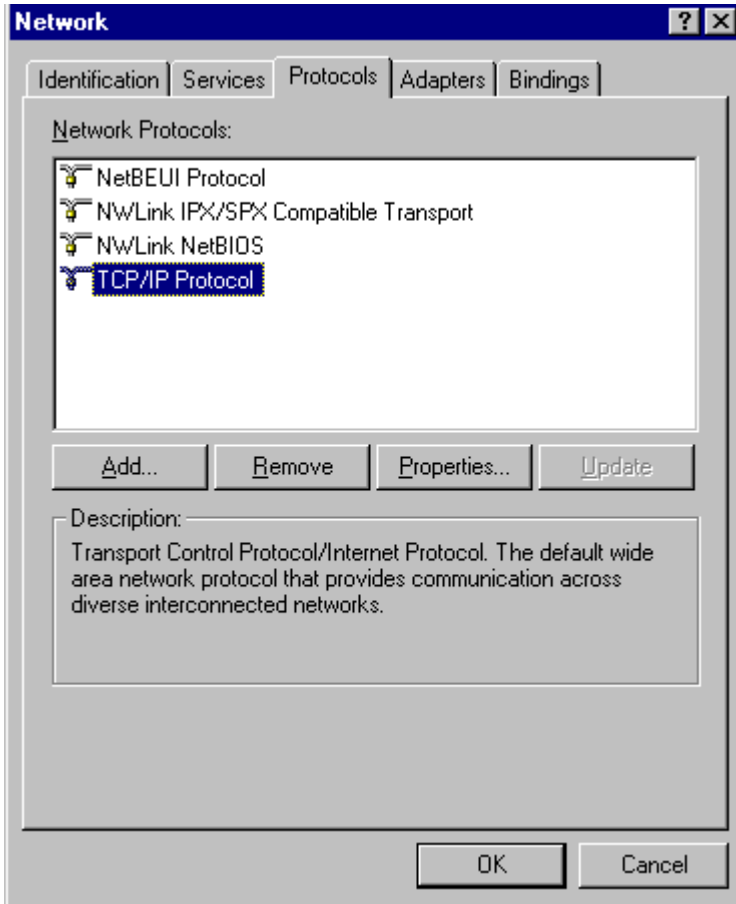 Network
Identification Services Protocols Adapters Bindings
Network Protocols:
NetBEUI Protocol
NWLink IPX/SPX Compatible Transport
NWLink NetBIOS
TCP/IP Protocol
Add... Remove Properties... Update
Description:
Transport Control Protocol/Internet Protocol. The default wide
area network protocol that provides communication across
diverse interconnected networks.
OK Cancel